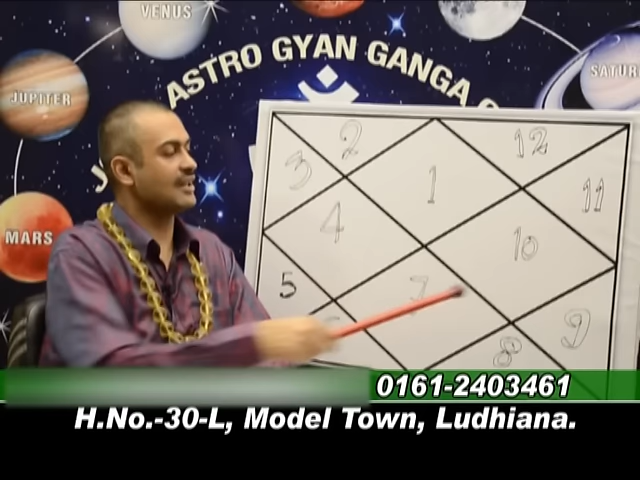 VENUS
JUPITER
MARS
SATUR
ASTRO GYAN GANGA
2
12
3
1
11
4
10
5
7
9
8
0161-2403461
H.No.-30-L, Model Town, Ludhiana.